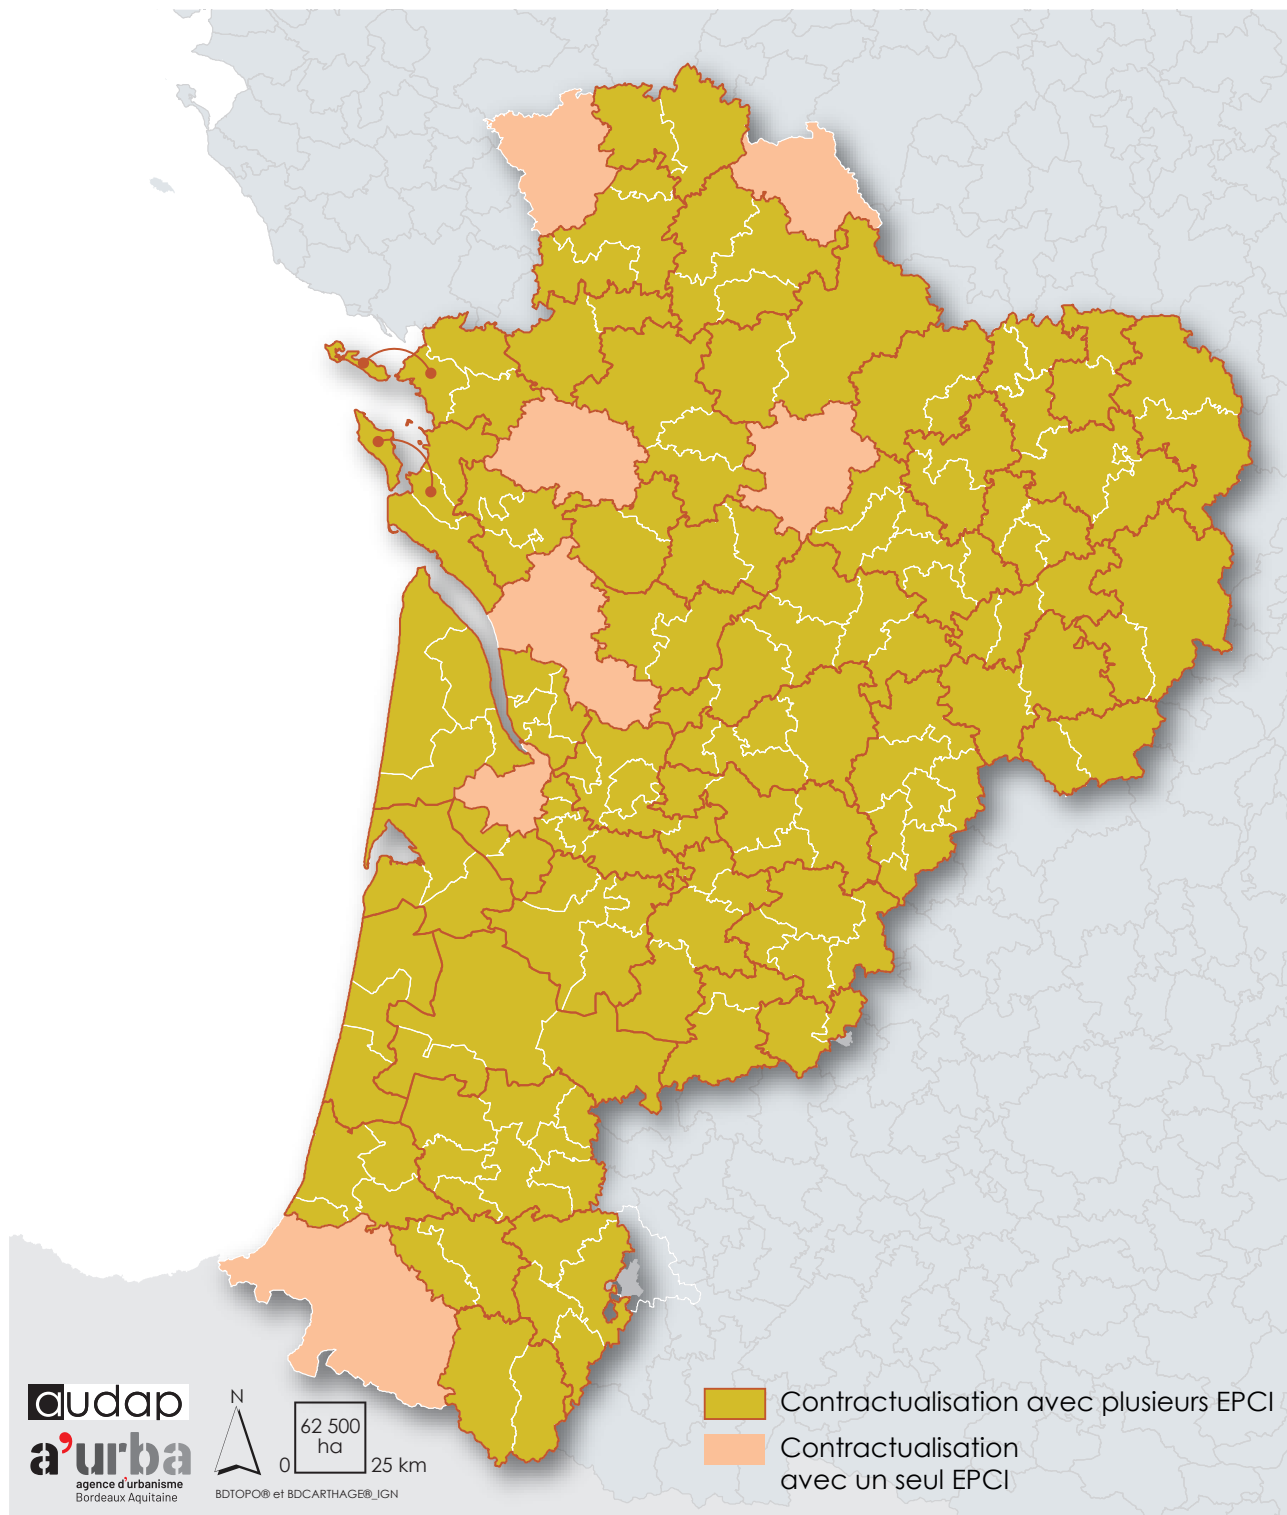 audap
a'urba
agence d'urbanisme
Bordeaux Aquitaine
N
62 500
ha
0
25 km
BDTOPO® et BDCARTHAGE®_IGN
Contractualisation avec plusieurs EPCI
Contractualisation
avec un seul EPCI